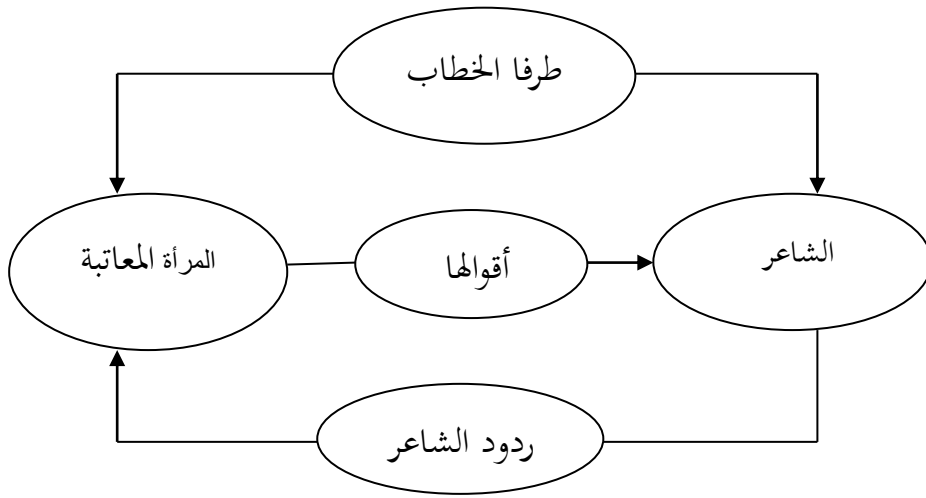 طرفا الخطاب
الشاعر
أقوالها
المرأة المعاتبة
ردود الشاعر